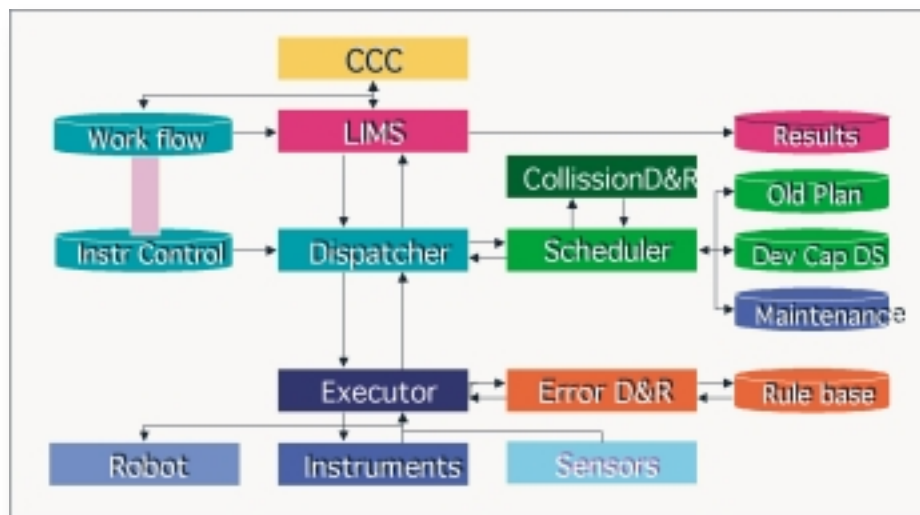 CCC
Work flow
LIMS
Results
CollissionD&R
Old Plan
Instr Control
Dispatcher
Scheduler
Dev Cap DS
Maintenance
Executor
Error D&R
Rule base
Robot
Instruments
Sensors